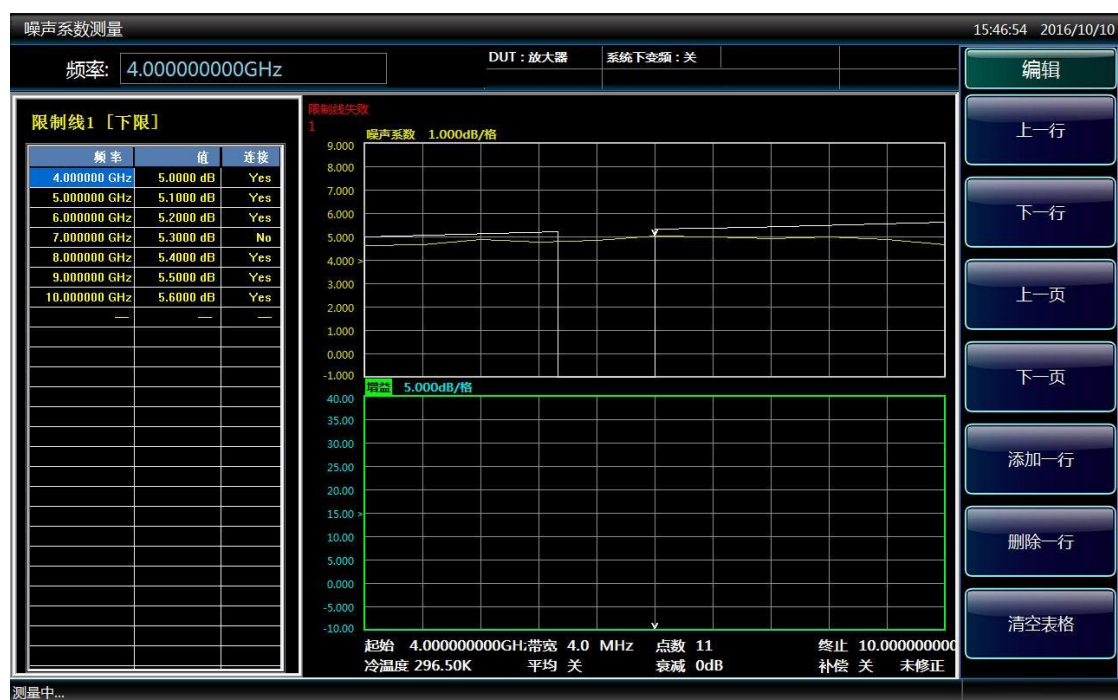 噪声系数测量 15:46:54 2016/10/10
频率: 4.000000000GHz
DUT：放大器 系统下变频：关
编辑
限制线1 [下限]
频率 值 连接
4.000000 GHz 5.0000 dB Yes
5.000000 GHz 5.1000 dB Yes
6.000000 GHz 5.2000 dB Yes
7.000000 GHz 5.3000 dB No
8.000000 GHz 5.4000 dB Yes
9.000000 GHz 5.5000 dB Yes
10.000000 GHz 5.6000 dB Yes
— — —
限制线失败
1
噪声系数 1.000dB/格
9.000
8.000
7.000
6.000
5.000
4.000 >
3.000
2.000
1.000
0.000
-1.000
增益 5.000dB/格
40.00
35.00
30.00
25.00
20.00
15.00 >
10.00
5.000
0.000
-5.000
-10.00
起始 4.0000000000GH:带宽 4.0 MHz 点数 11 终止 10.000000000
冷温度 296.50K 平均 关 衰减 0dB 补偿 关 未修正
上一行
下一行
上一页
下一页
添加一行
删除一行
清空表格
测量中...